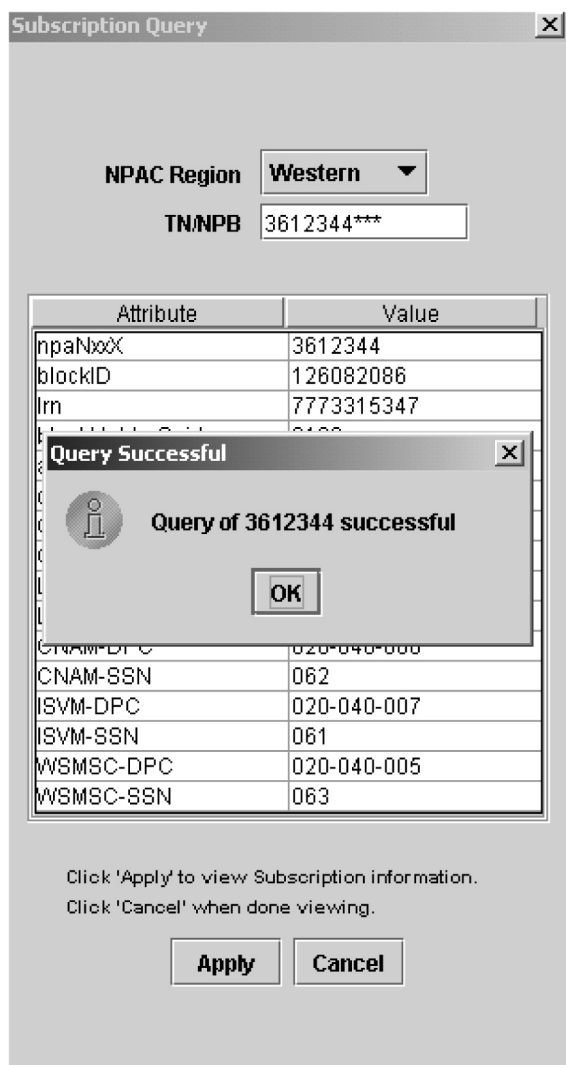 Subscription Query
NPAC Region Western
TN/NPB 3612344***
Attribute Value
npaNxxX 3612344
blockID 126082086
lrn 7773315347
Query Successful
Query of 3612344 successful
OK
CNAM-SSN 062
ISVM-DPC 020-040-007
ISVM-SSN 061
WSMSC-DPC 020-040-005
WSMSC-SSN 063
Click 'Apply' to view Subscription information.
Click 'Cancel' when done viewing.
Apply Cancel